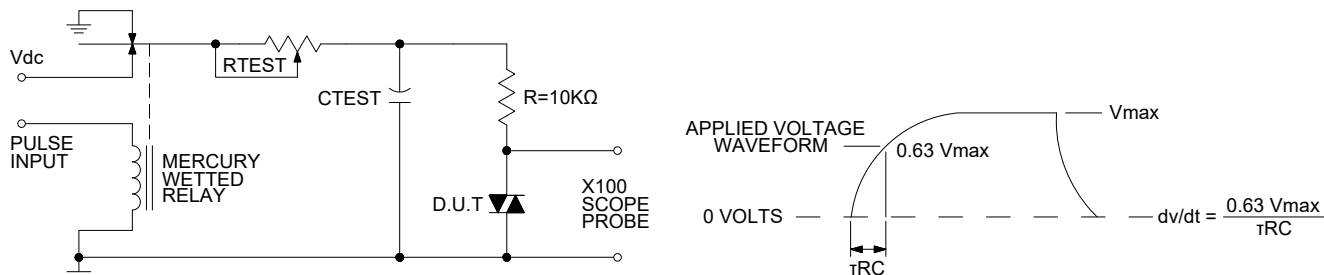 Vdc
RTEST
CTEST
R=10KΩ
PULSE
INPUT
MERCURY
WETTED
RELAY
D.U.T
X100
SCOPE
PROBE
APPLIED VOLTAGE
WAVEFORM
Vmax
0.63 Vmax
0 VOLTS
dv/dt = 0.63 Vmax
τRC
τRC